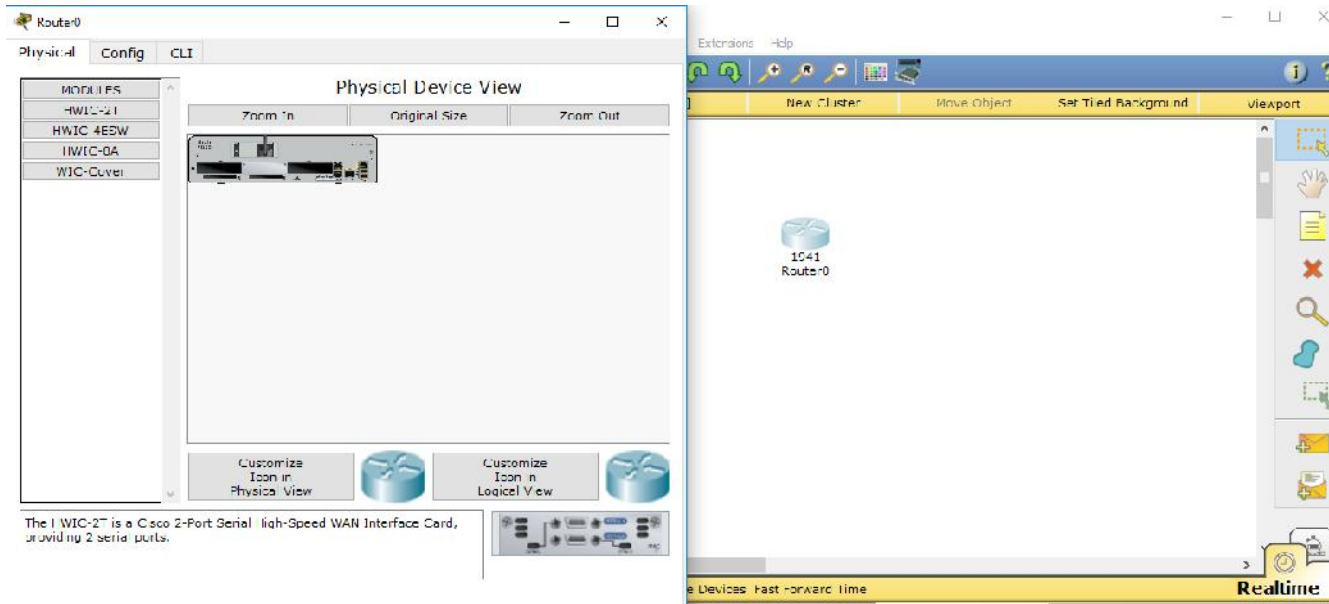 Router0
Physical Config CLI
MODULES
HWIC-2T
HWIC-4ESW
HWIC-8A
WIC-Cover
Physical Device View
Zoom In Original Size Zoom Out
Customize
Icon in
Physical View
Customize
Icon in
Logical View
The HWIC-2T is a Cisco 2-Port Serial High-Speed WAN Interface Card,
providing 2 serial ports.
Extensions Help
New Cluster Move Object Set Tiled Background Viewport
1941
Router0
Devices Fast Forward Time
Realtime